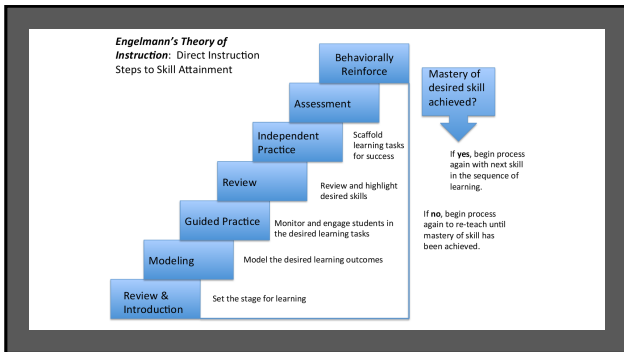 Engelmann's Theory of
Instruction: Direct Instruction
Steps to Skill Attainment
Behaviorally
Reinforce
Mastery of
desired skill
achieved?
Assessment
Independent
Practice
Scaffold
learning tasks
for success
If yes, begin process
again with next skill
in the sequence of
learning.
Review
Review and highlight
desired skills
If no, begin process
again to re-teach until
mastery of skill has
been achieved.
Guided Practice
Monitor and engage students in
the desired learning tasks
Modeling
Model the desired learning outcomes
Review &
Introduction
Set the stage for learning